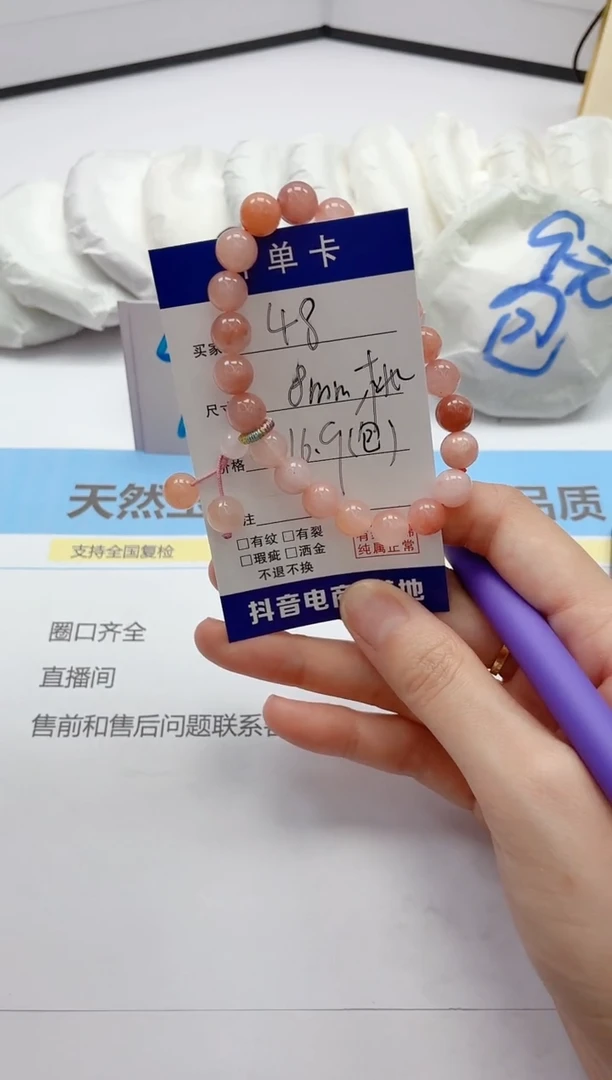 单卡
买家 48
尺寸 8mm
价格 16.9(包)
注
□有纹 □有裂
□瑕疵 □洒金
不退不换
纯属正常
抖音电商 地
天然 品质
支持全国复检
圈口齐全
直播间
售前和售后问题联系